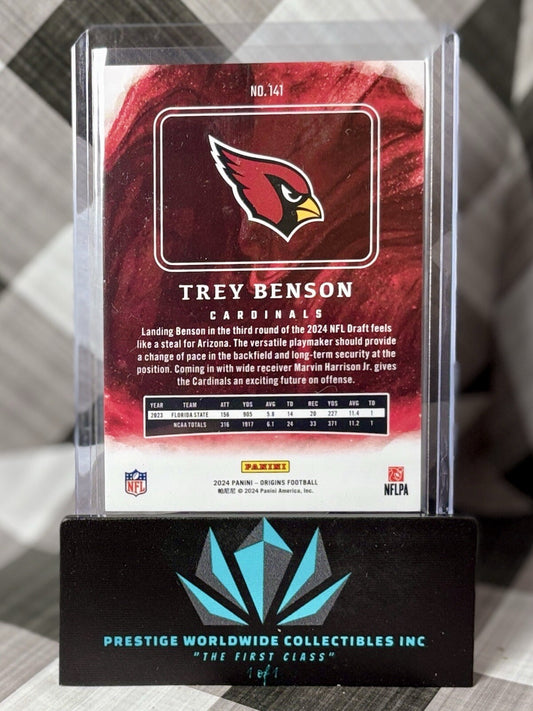 NO. 141
TREY BENSON
CARDINALS
Landing Benson in the third round of the 2024 NFL Draft feels
like a steal for Arizona. The versatile playmaker should provide
a change of pace in the backfield and long-term security at the
position. Coming in with wide receiver Marvin Harrison Jr. gives
the Cardinals an exciting future on offense.
YEAR TEAM ATT YDS AVG TD REC YDS AVG TD
2023 FLORIDA STATE 156 905 5.8 14 20 227 11.4 1
NCAA TOTALS 316 1917 6.1 24 33 371 11.2 1
PANINI
NFL
2024 PANINI – ORIGINS FOOTBALL
帕尼尼 © 2024 Panini America, Inc.
NFLPA
PRESTIGE WORLDWIDE COLLECTIBLES INC
"THE FIRST CLASS"
1 of 1